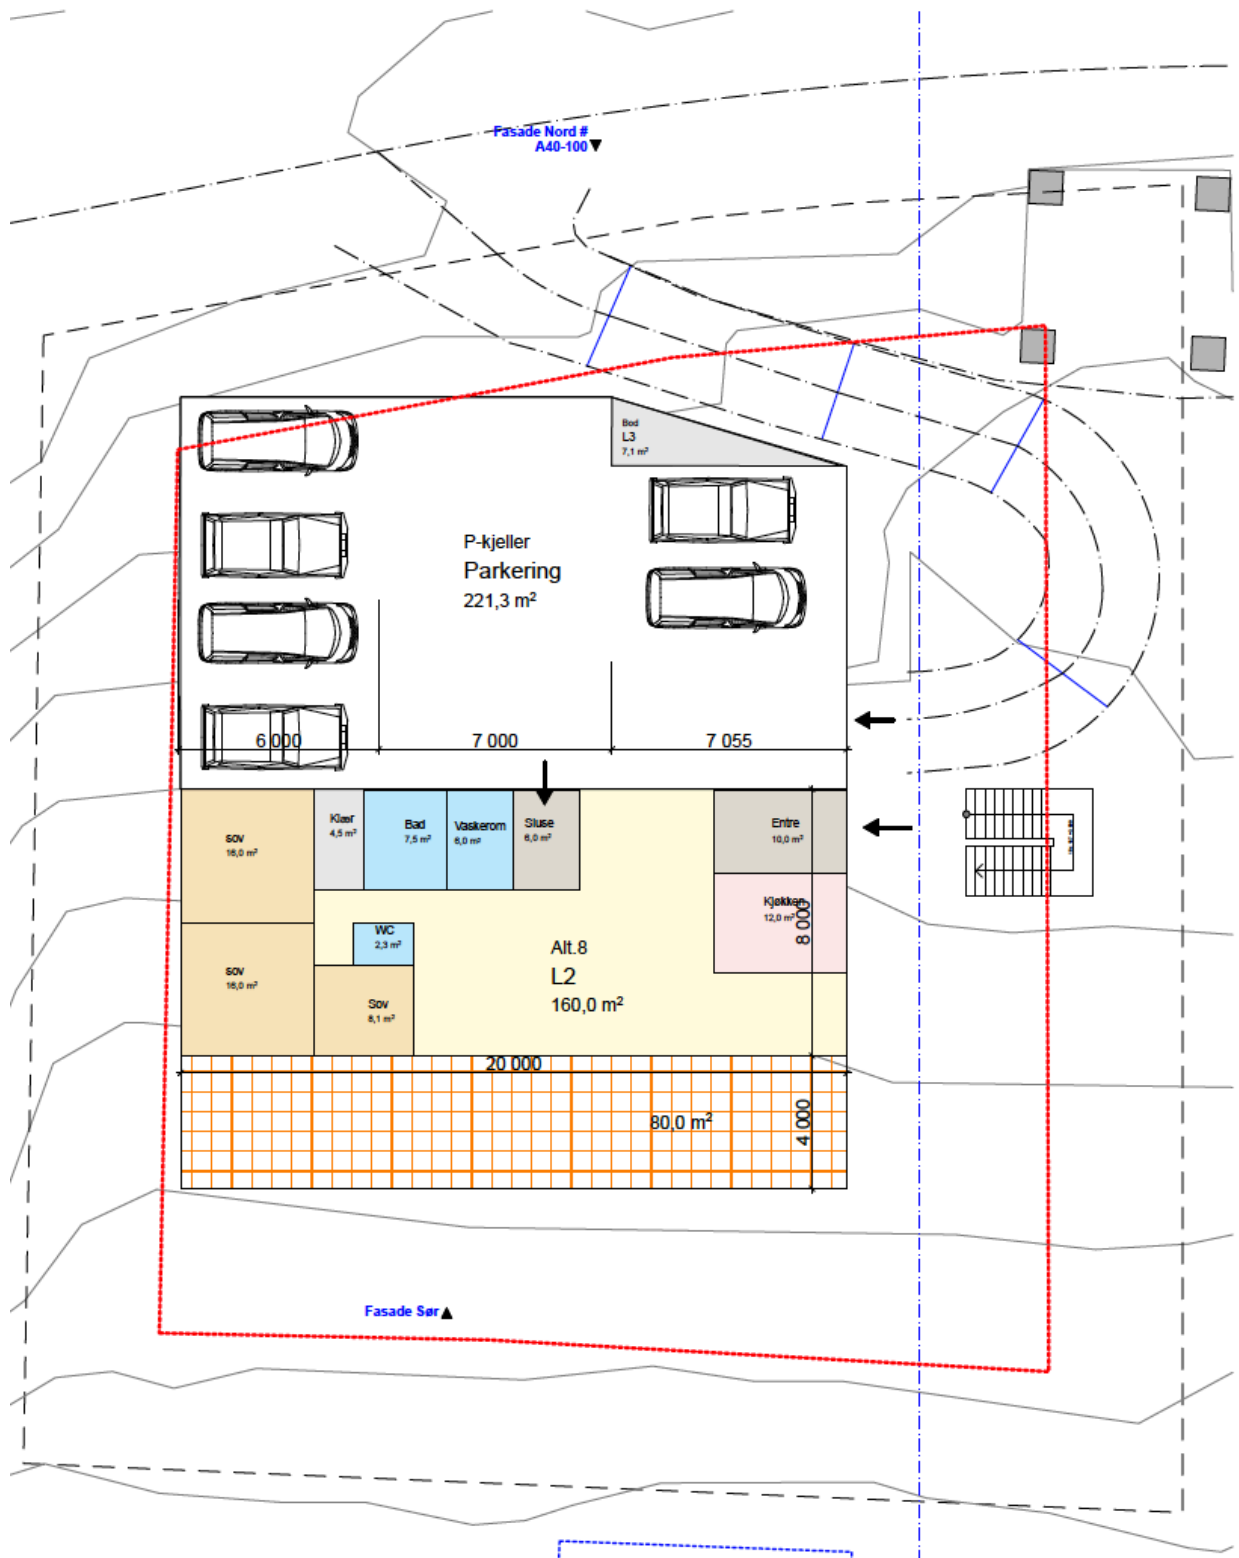 Fasade Nord #
A40-100
Bod
L3
7,1 m²
P-kjeller
Parkering
221,3 m²
6 000
7 000
7 055
sov
16,0 m²
Klær
4,5 m²
Bad
7,5 m²
Vaskerom
6,0 m²
Sluse
6,0 m²
Entre
10,0 m²
Kjøkken
12,0 m²
8 000
WC
2,3 m²
sov
16,0 m²
Sov
8,1 m²
Alt.8
L2
160,0 m²
20 000
80,0 m²
4 000
Fasade Sør